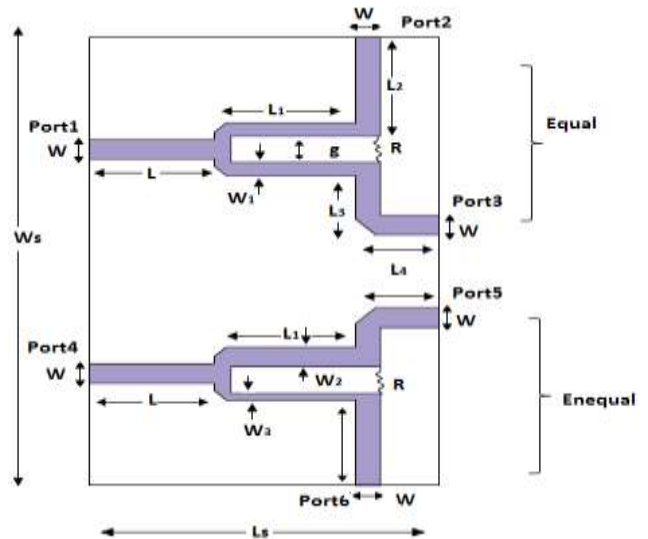 W
Port2
L1
L2
Port1
Equal
W
g
R
L
W1
L3
Port3
W
Ws
L4
Port5
L1
W
Port4
W
W2
R
L
W3
Enequal
Port6
W
Ls